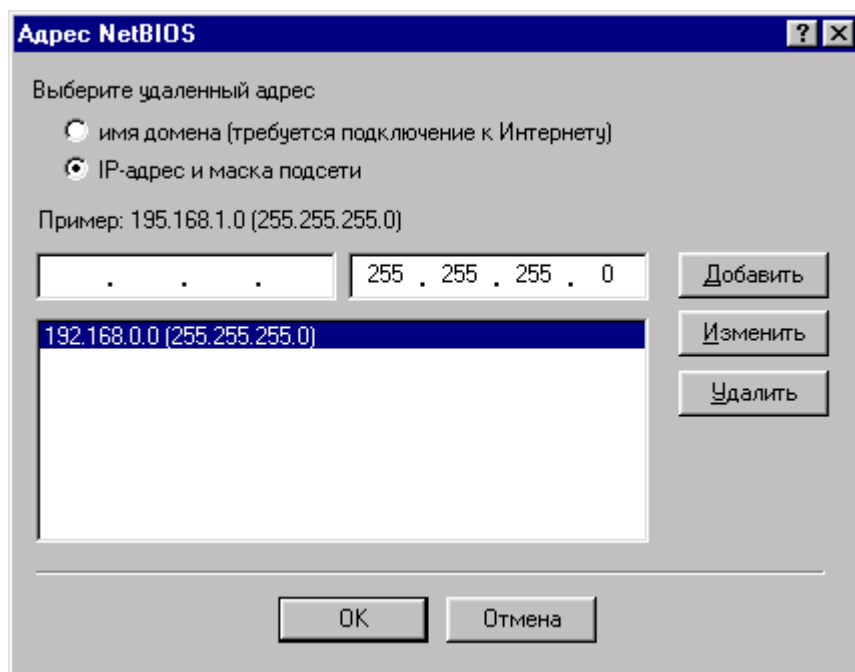 Адрес NetBIOS
Выберите удаленный адрес
имя домена (требуется подключение к Интернету)
IP-адрес и маска подсети
Пример: 195.168.1.0 (255.255.255.0)
. . . 255 . 255 . 255 . 0 Добавить
192.168.0.0 (255.255.255.0) Изменить
Удалить
OK Отмена